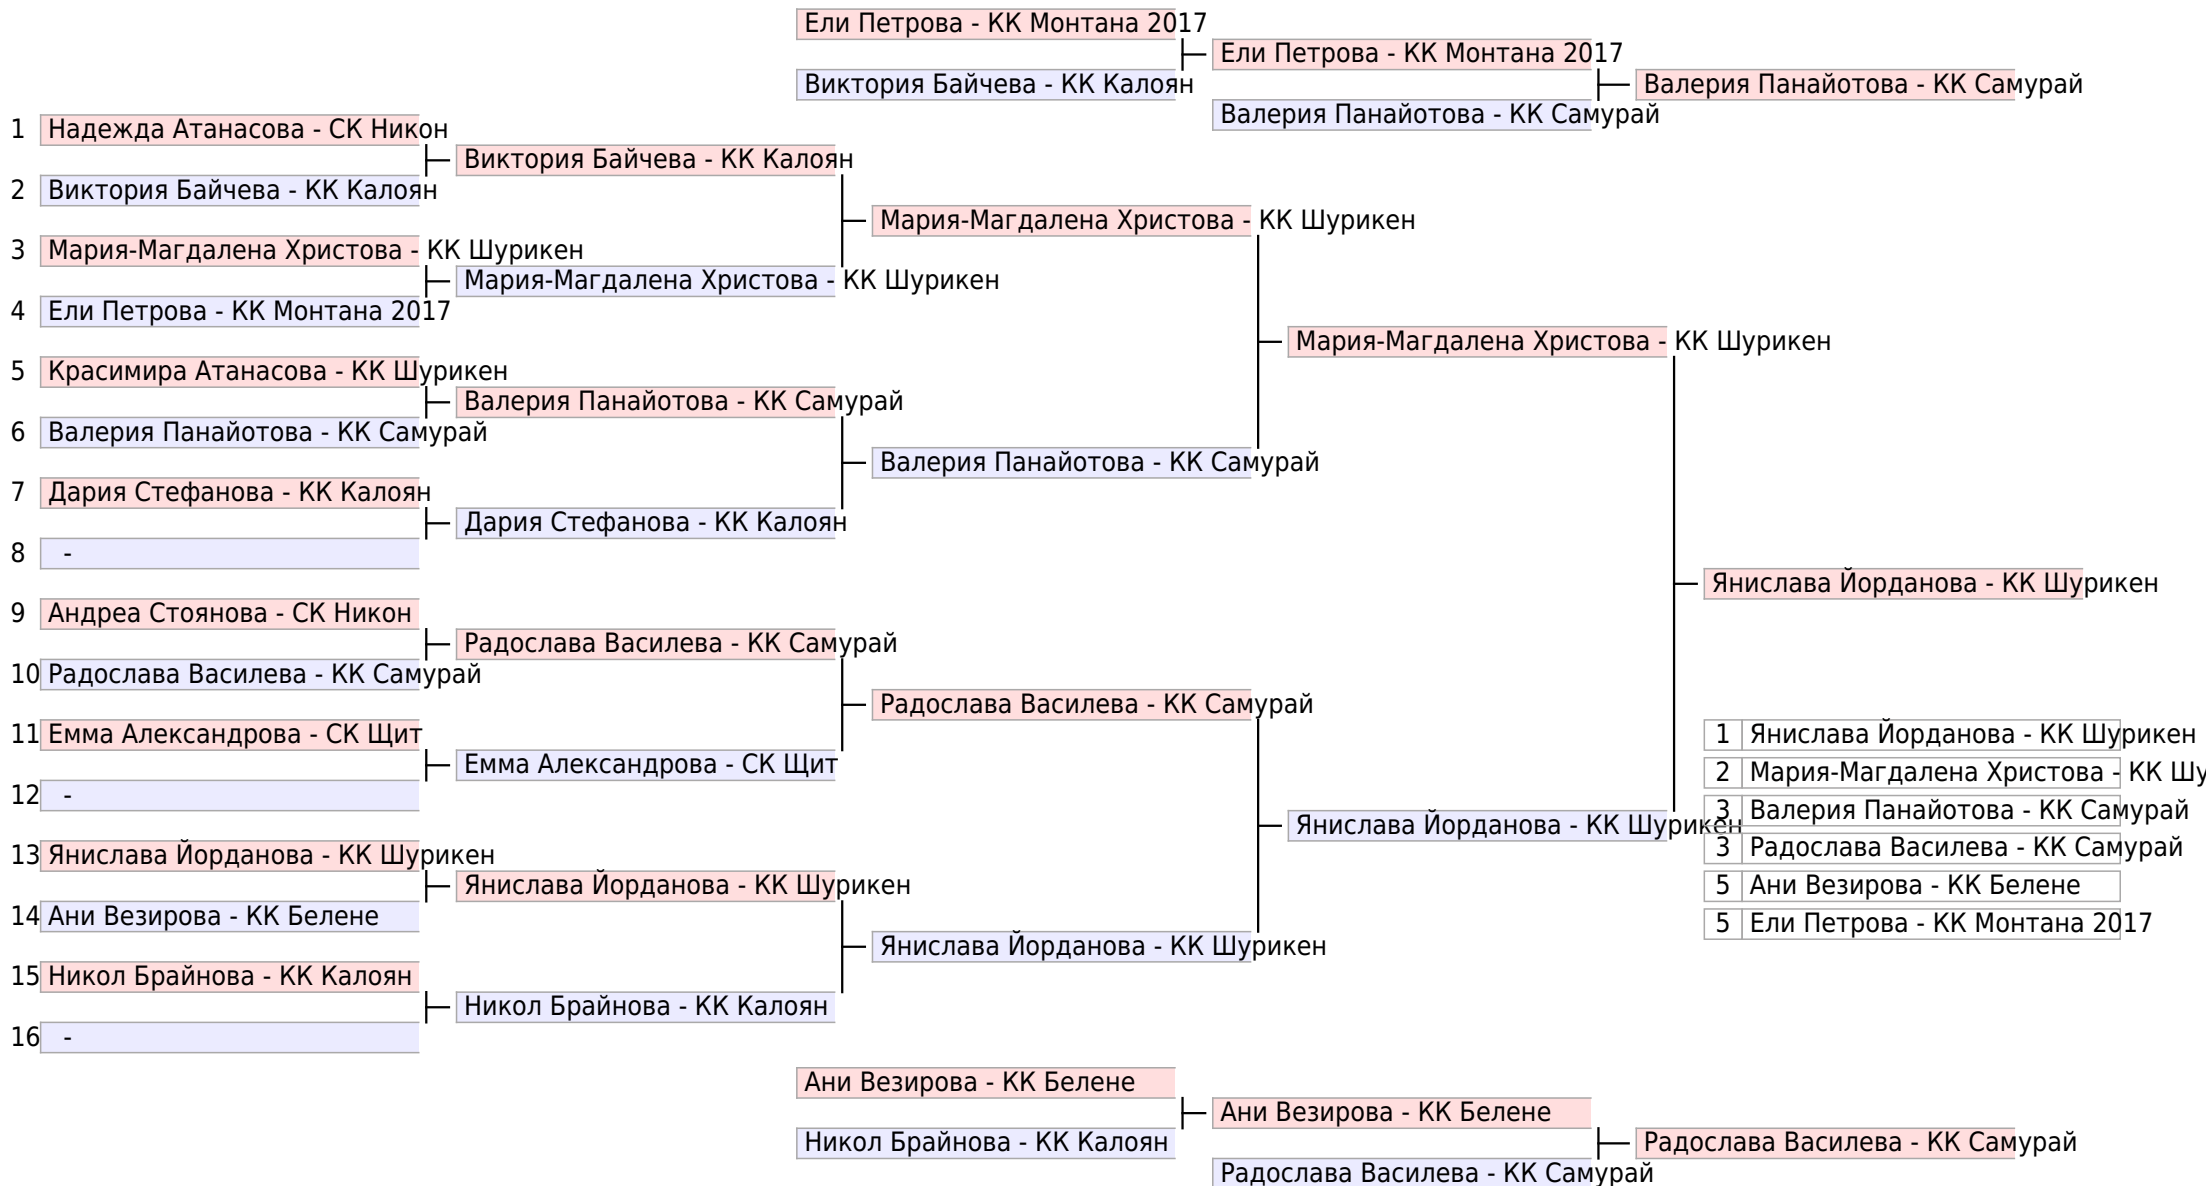 Ели Петрова - КК Монтана 2017
Ели Петрова - КК Монтана 2017
Виктория Байчева - КК Калоян
Валерия Панайотова - КК Самурай
Валерия Панайотова - КК Самурай
1 Надежда Атанасова - СК Никон
Виктория Байчева - КК Калоян
2 Виктория Байчева - КК Калоян
Мария-Магдалена Христова - КК Шурикен
3 Мария-Магдалена Христова - КК Шурикен
Мария-Магдалена Христова - КК Шурикен
4 Ели Петрова - КК Монтана 2017
Мария-Магдалена Христова - КК Шурикен
5 Красимира Атанасова - КК Шурикен
Валерия Панайотова - КК Самурай
6 Валерия Панайотова - КК Самурай
Валерия Панайотова - КК Самурай
7 Дария Стефанова - КК Калоян
Дария Стефанова - КК Калоян
8 -
Янислава Йорданова - КК Шурикен
9 Андреа Стоянова - СК Никон
Радослава Василева - КК Самурай
10 Радослава Василева - КК Самурай
Радослава Василева - КК Самурай
11 Емма Александрова - СК Щит
Емма Александрова - СК Щит
12 -
Янислава Йорданова - КК Шурикен
13 Янислава Йорданова - КК Шурикен
Янислава Йорданова - КК Шурикен
14 Ани Везирова - КК Белене
Янислава Йорданова - КК Шурикен
15 Никол Брайнова - КК Калоян
Никол Брайнова - КК Калоян
16 -
1 Янислава Йорданова - КК Шурикен
2 Мария-Магдалена Христова - КК Шу
3 Валерия Панайотова - КК Самурай
3 Радослава Василева - КК Самурай
5 Ани Везирова - КК Белене
5 Ели Петрова - КК Монтана 2017
Ани Везирова - КК Белене
Ани Везирова - КК Белене
Никол Брайнова - КК Калоян
Радослава Василева - КК Самурай
Радослава Василева - КК Самурай